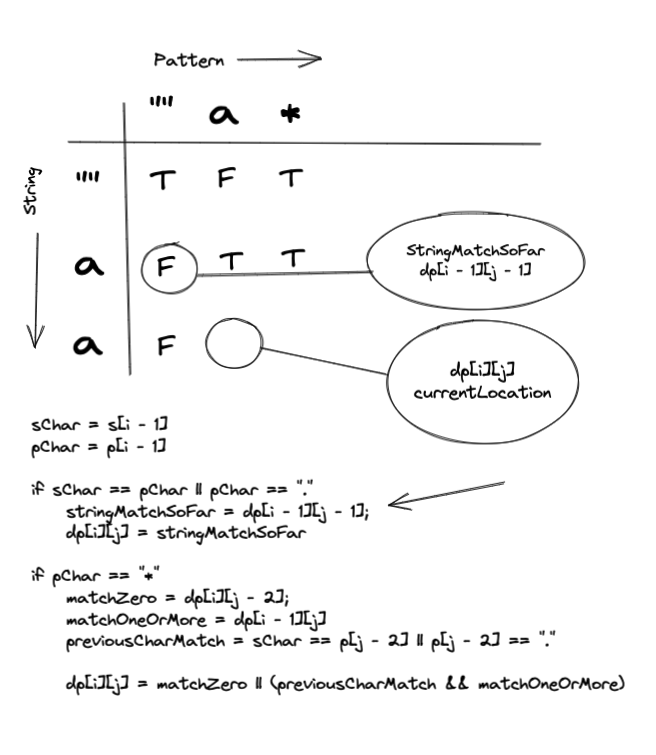 Pattern
"" a *
String
"" T F T
a F T T
StringMatchSoFar
dp[i - 1][j - 1]
a F
dp[i][j]
currentLocation
sChar = s[i - 1]
pChar = p[i - 1]
if sChar == pChar || pChar == "."
stringMatchSoFar = dp[i - 1][j - 1];
dp[i][j] = stringMatchSoFar
if pChar == "*"
matchZero = dp[i][j - 2];
matchOneOrMore = dp[i - 1][j]
previousCharMatch = sChar == p[j - 2] || p[j - 2] == "."
dp[i][j] = matchZero || (previousCharMatch && matchOneOrMore)